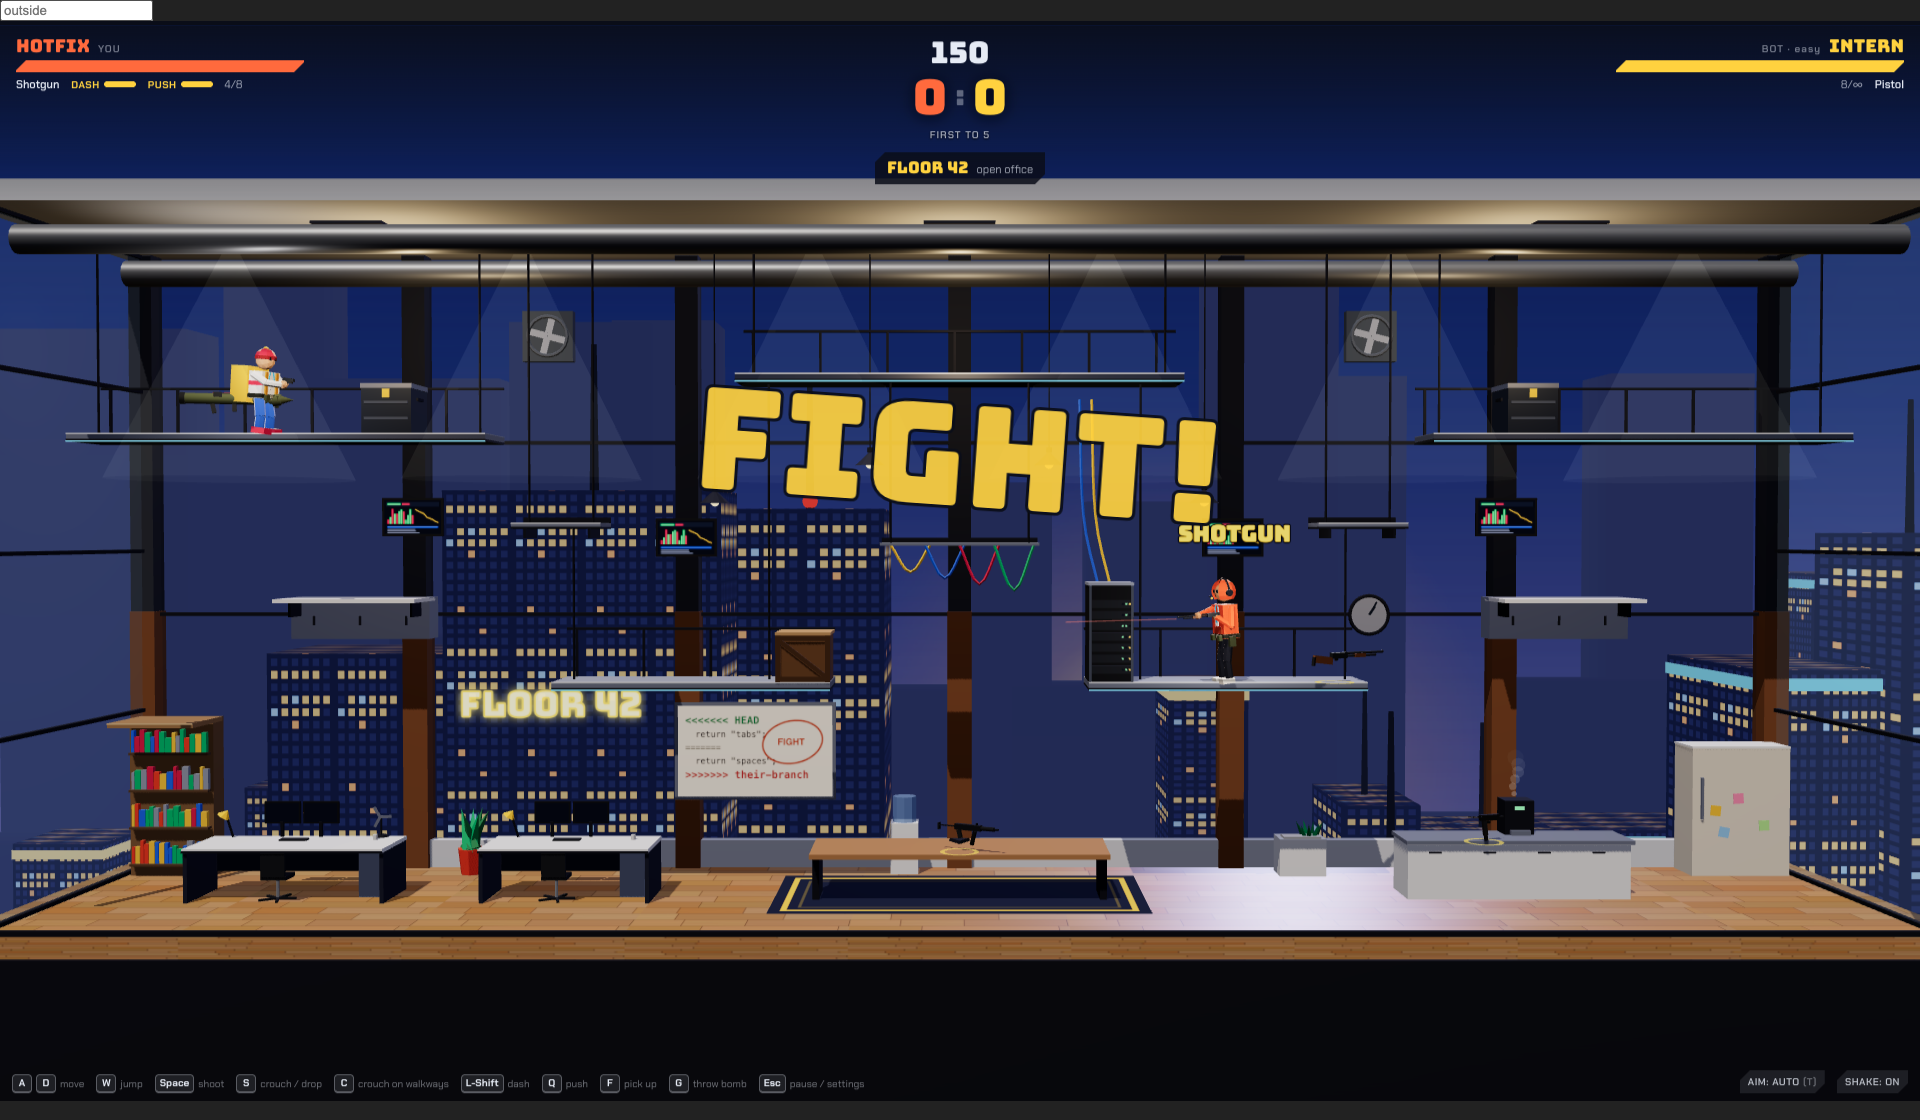 outside
HOTFIX YOU
Shotgun DASH PUSH 4/8
150
0 : 0
FIRST TO 5
FLOOR 42 open office
BOT · easy INTERN
8/∞ Pistol
FIGHT!
SHOTGUN
FLOOR 42
<<<<<<< HEAD
return "tabs";
=======
return "spaces";
>>>>>>> their-branch
FIGHT
A D move W jump Space shoot S crouch / drop C crouch on walkways L-Shift dash Q push F pick up G throw bomb Esc pause / settings
AIM: AUTO (T) SHAKE: ON